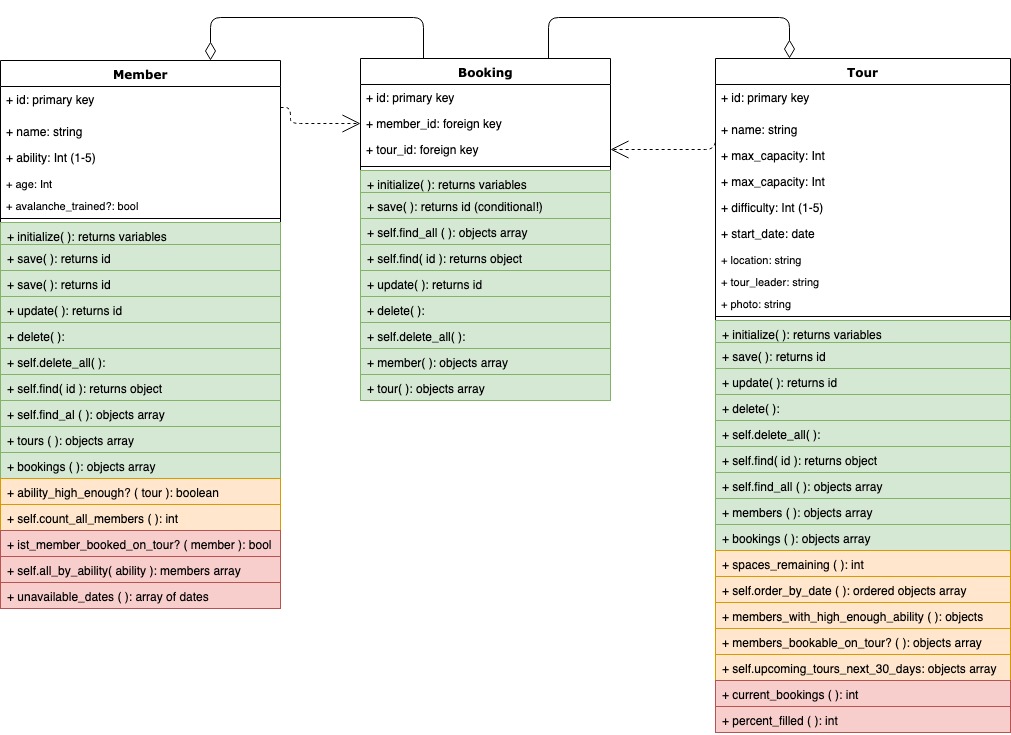 Member
+ id: primary key
+ name: string
+ ability: Int (1-5)
+ age: Int
+ avalanche_trained?: bool
+ initialize( ): returns variables
+ save( ): returns id
+ save( ): returns id
+ update( ): returns id
+ delete( ):
+ self.delete_all( ):
+ self.find( id ): returns object
+ self.find_al ( ): objects array
+ tours ( ): objects array
+ bookings ( ): objects array
+ ability_high_enough? ( tour ): boolean
+ self.count_all_members ( ): int
+ ist_member_booked_on_tour? ( member ): bool
+ self.all_by_ability( ability ): members array
+ unavailable_dates ( ): array of dates
Booking
+ id: primary key
+ member_id: foreign key
+ tour_id: foreign key
+ initialize( ): returns variables
+ save( ): returns id (conditional!)
+ self.find_all ( ): objects array
+ self.find( id ): returns object
+ update( ): returns id
+ delete( ):
+ self.delete_all( ):
+ member( ): objects array
+ tour( ): objects array
Tour
+ id: primary key
+ name: string
+ max_capacity: Int
+ max_capacity: Int
+ difficulty: Int (1-5)
+ start_date: date
+ location: string
+ tour_leader: string
+ photo: string
+ initialize( ): returns variables
+ save( ): returns id
+ update( ): returns id
+ delete( ):
+ self.delete_all( ):
+ self.find( id ): returns object
+ self.find_all ( ): objects array
+ members ( ): objects array
+ bookings ( ): objects array
+ spaces_remaining ( ): int
+ self.order_by_date ( ): ordered objects array
+ members_with_high_enough_ability ( ): objects
+ members_bookable_on_tour? ( ): objects array
+ self.upcoming_tours_next_30_days: objects array
+ current_bookings ( ): int
+ percent_filled ( ): int